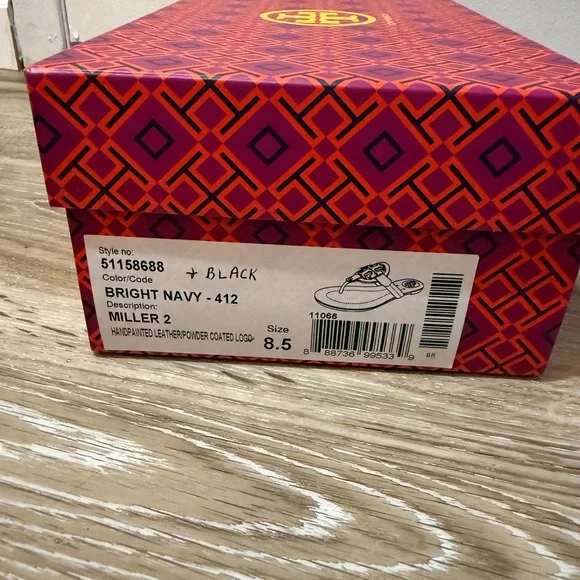 Style no:
51158688 * BLACK
Color/Code
BRIGHT NAVY - 412
Description:
MILLER 2
HANDPAINTED LEATHER/POWDER COATED LOGO
Size
8.5
11066
8 88736 99533 9
BR